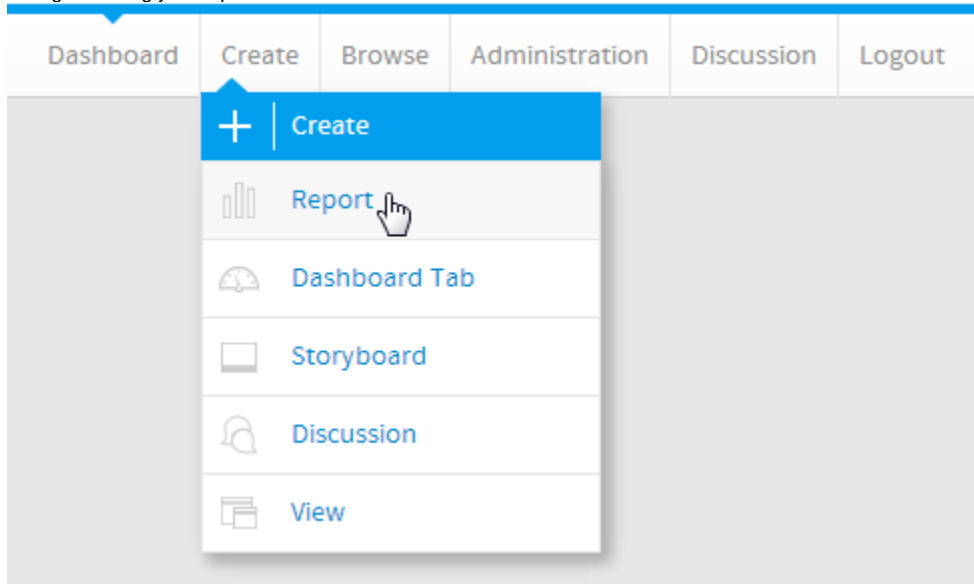 Dashboard Create Browse Administration Discussion Logout
Create
Report
Dashboard Tab
Storyboard
Discussion
View